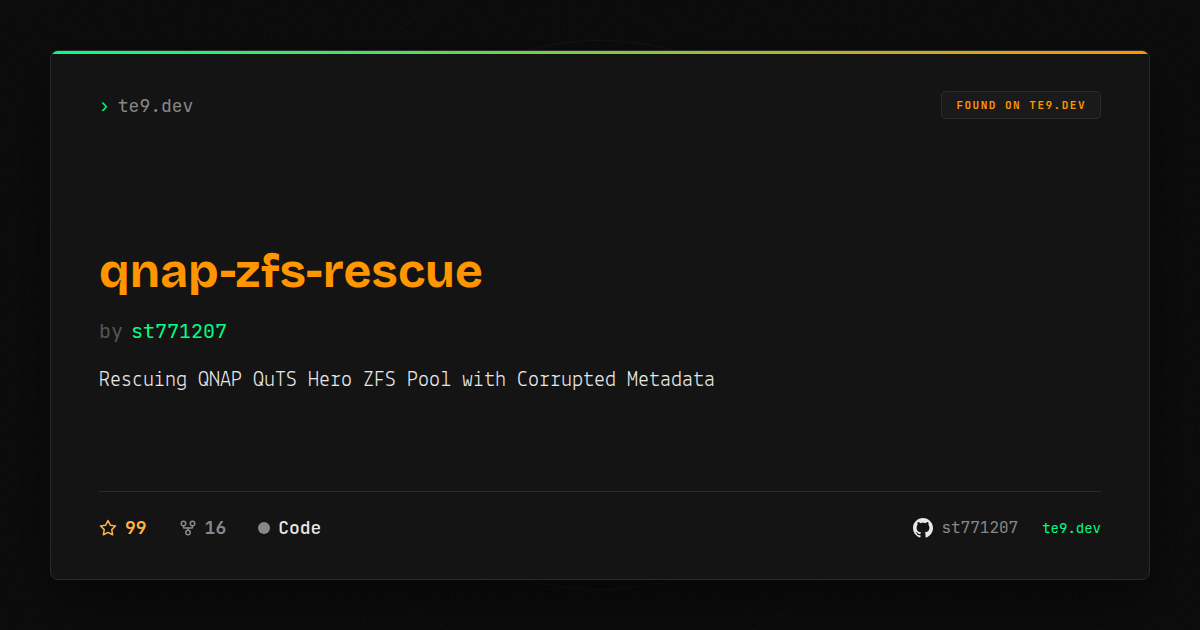 › te9.dev
FOUND ON TE9.DEV
qnap-zfs-rescue
by st771207
Rescuing QNAP QuTS Hero ZFS Pool with Corrupted Metadata
99 16 Code
st771207 te9.dev